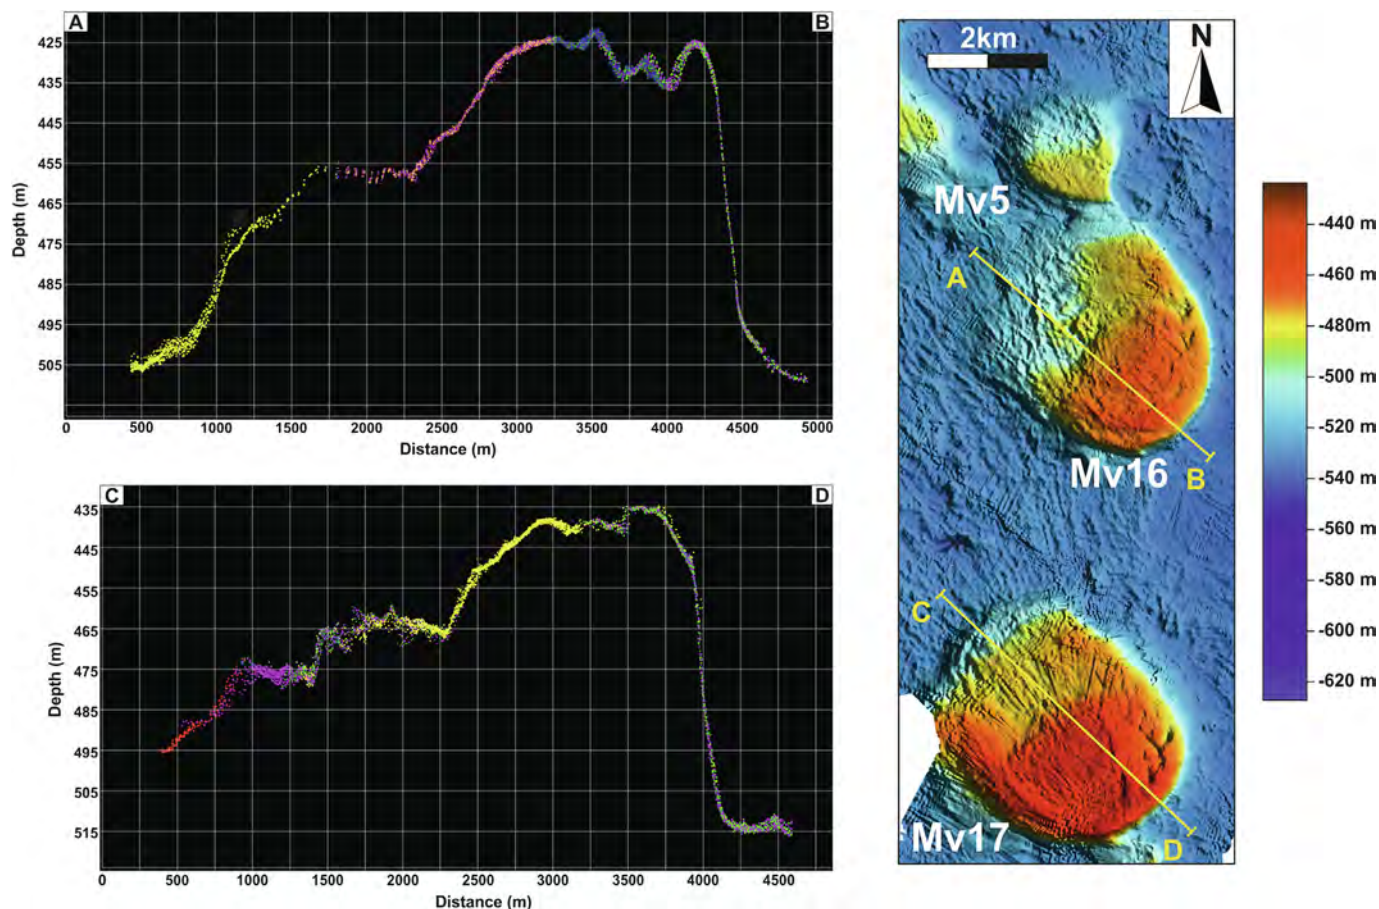 A
B
425
435
445
455
465
475
485
495
505
Depth (m)
0 500 1000 1500 2000 2500 3000 3500 4000 4500 5000
Distance (m)
C
D
435
445
455
465
475
485
495
515
Depth (m)
0 500 1000 1500 2000 2500 3000 3500 4000 4500
Distance (m)
2km
N
Mv5
A
Mv16
B
C
Mv17
D
-440 m
-460 m
-480m
-500 m
-520 m
-540 m
-560 m
-580 m
-600 m
-620 m